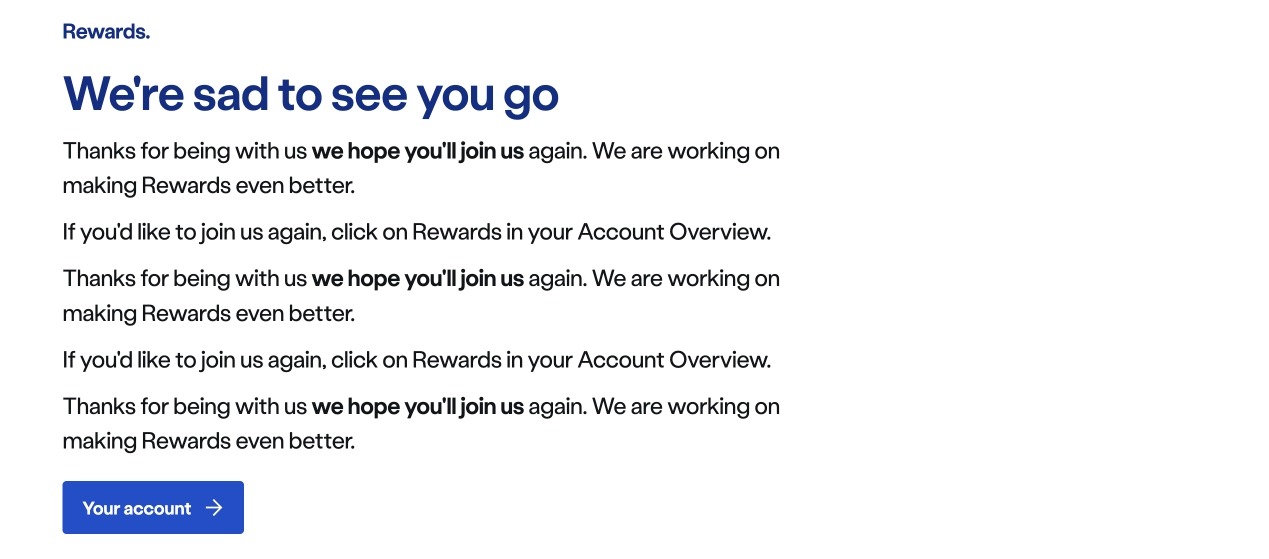 Rewards.
We're sad to see you go
Thanks for being with us we hope you'll join us again. We are working on
making Rewards even better.
If you'd like to join us again, click on Rewards in your Account Overview.
Thanks for being with us we hope you'll join us again. We are working on
making Rewards even better.
If you'd like to join us again, click on Rewards in your Account Overview.
Thanks for being with us we hope you'll join us again. We are working on
making Rewards even better.
Your account